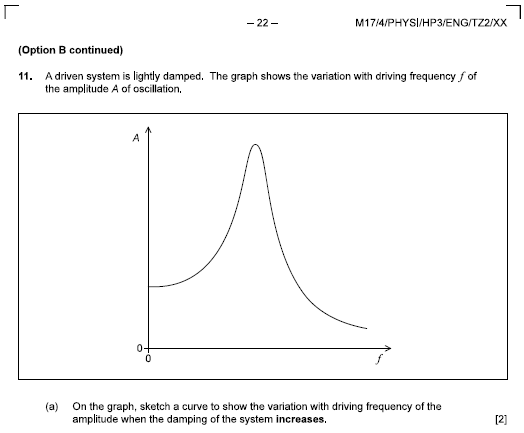 – 22 –
M17/4/PHYSI/HP3/ENG/TZ2/XX
(Option B continued)
11. A driven system is lightly damped. The graph shows the variation with driving frequency f of
the amplitude A of oscillation.
A
0
0
f
(a) On the graph, sketch a curve to show the variation with driving frequency of the
amplitude when the damping of the system increases.
[2]